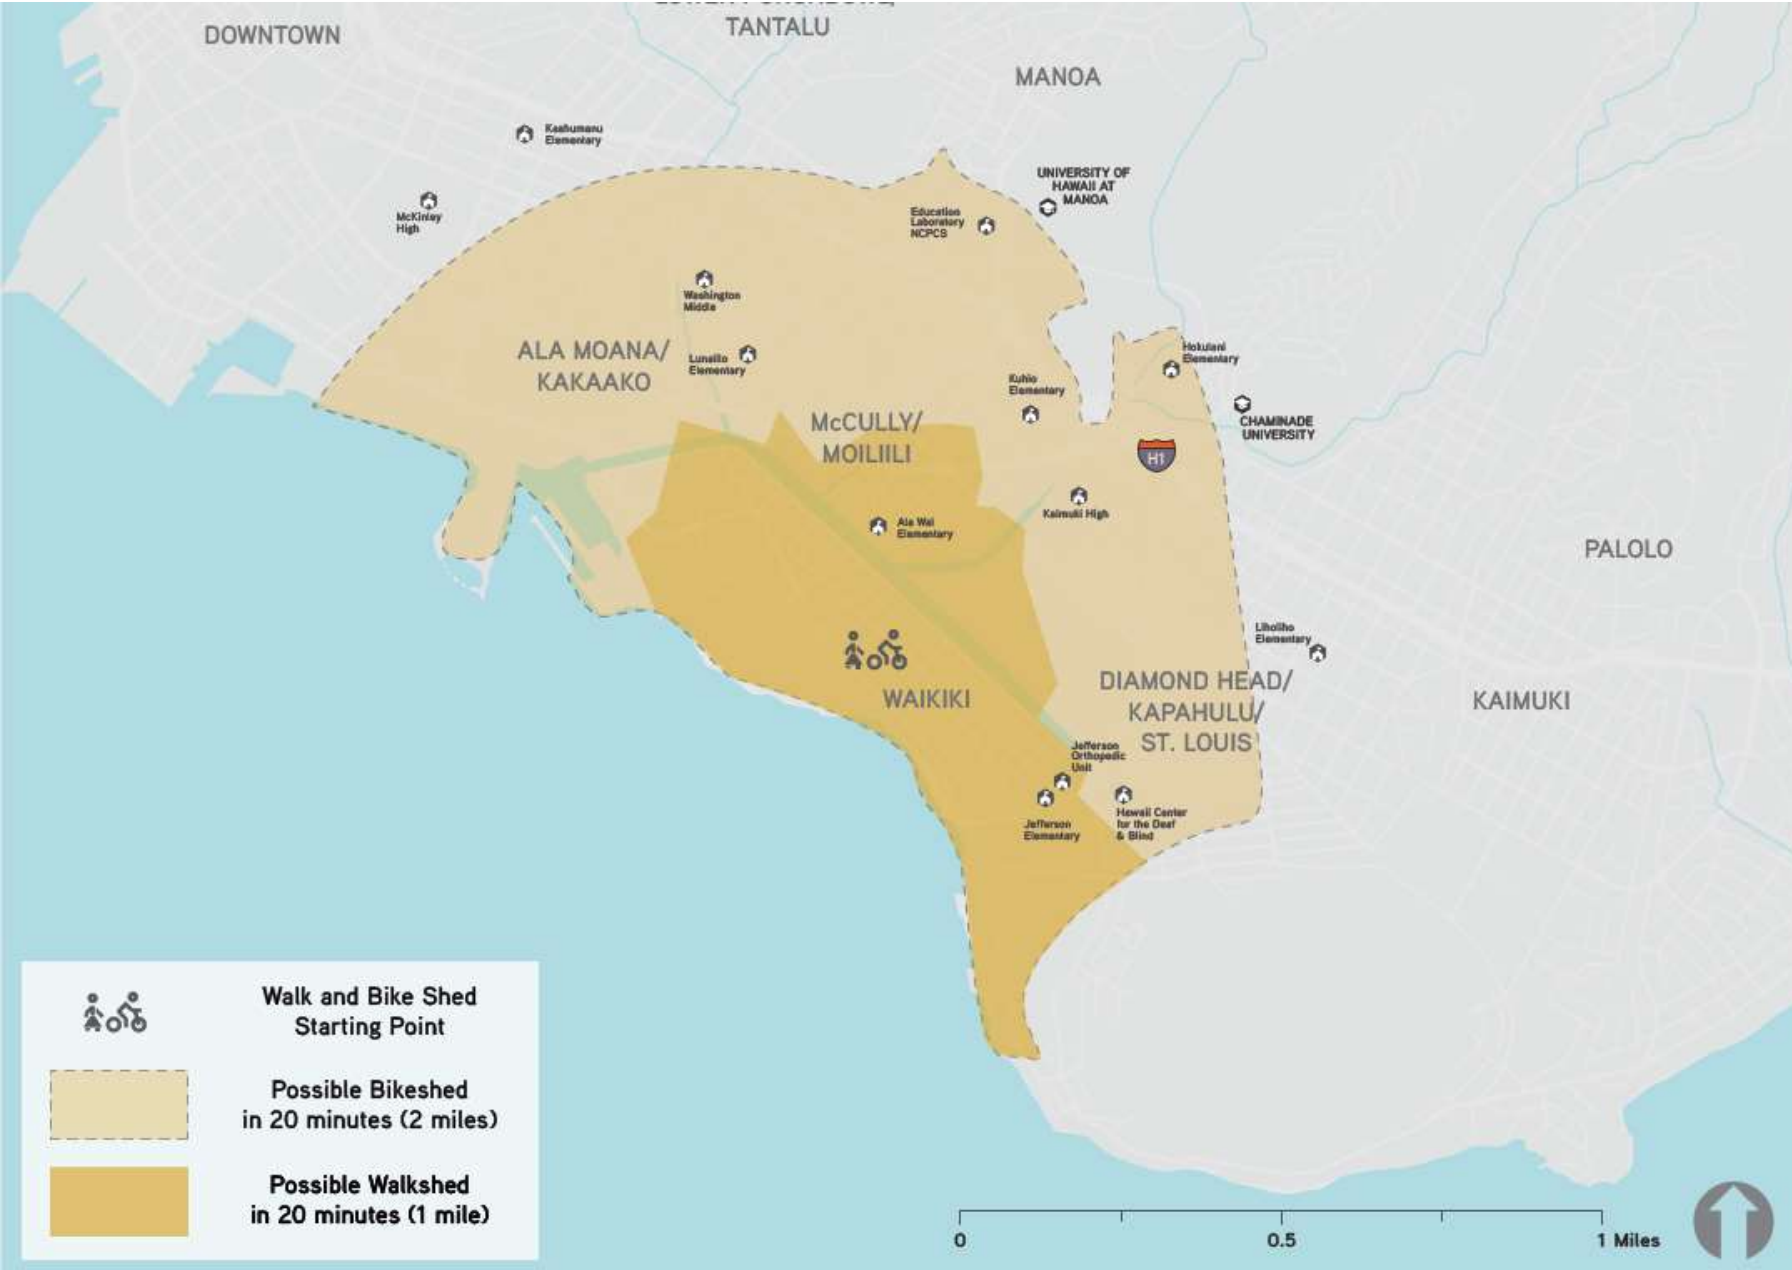 DOWNTOWN
TANTALU
MANOA
Kaahumanu
Elementary
McKinley
High
UNIVERSITY OF
HAWAII AT
MANOA
Education
Laboratory
NCPCS
Washington
Middle
ALA MOANA/
KAKAAKO
Lunalilo
Elementary
Kuhio
Elementary
Hokulani
Elementary
CHAMINADE
UNIVERSITY
McCULLY/
MOILIILI
H1
Kaimuki High
Ala Wai
Elementary
PALOLO
Liholiho
Elementary
WAIKIKI
DIAMOND HEAD/
KAPAHULU/
ST. LOUIS
KAIMUKI
Jefferson
Orthopedic
Unit
Jefferson
Elementary
Hawaii Center
for the Deaf
& Blind
Walk and Bike Shed
Starting Point
Possible Bikeshed
in 20 minutes (2 miles)
Possible Walkshed
in 20 minutes (1 mile)
0 0.5 1 Miles